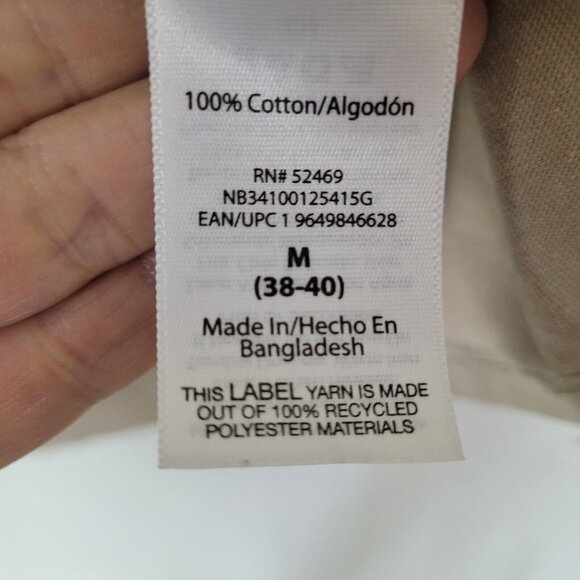 100% Cotton/Algodón
RN# 52469
NB34100125415G
EAN/UPC 1 9649846628
M
(38-40)
Made In/Hecho En
Bangladesh
THIS LABEL YARN IS MADE
OUT OF 100% RECYCLED
POLYESTER MATERIALS